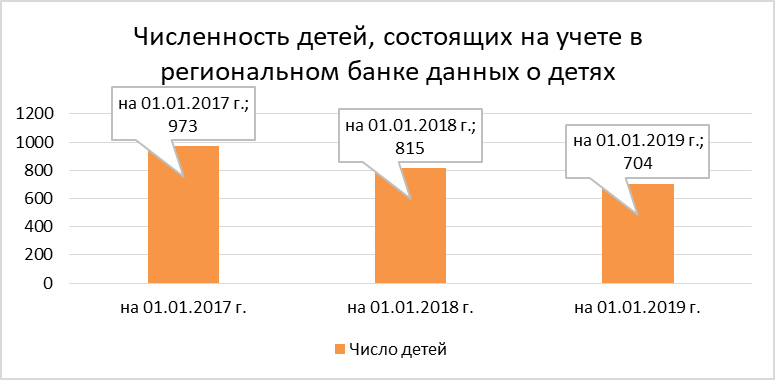 Численность детей, состоящих на учете в
региональном банке данных о детях
на 01.01.2017 г.;
973
на 01.01.2018 г.;
815
на 01.01.2019 г.;
704
1200
1000
800
600
400
200
0
на 01.01.2017 г.
на 01.01.2018 г.
на 01.01.2019 г.
Число детей